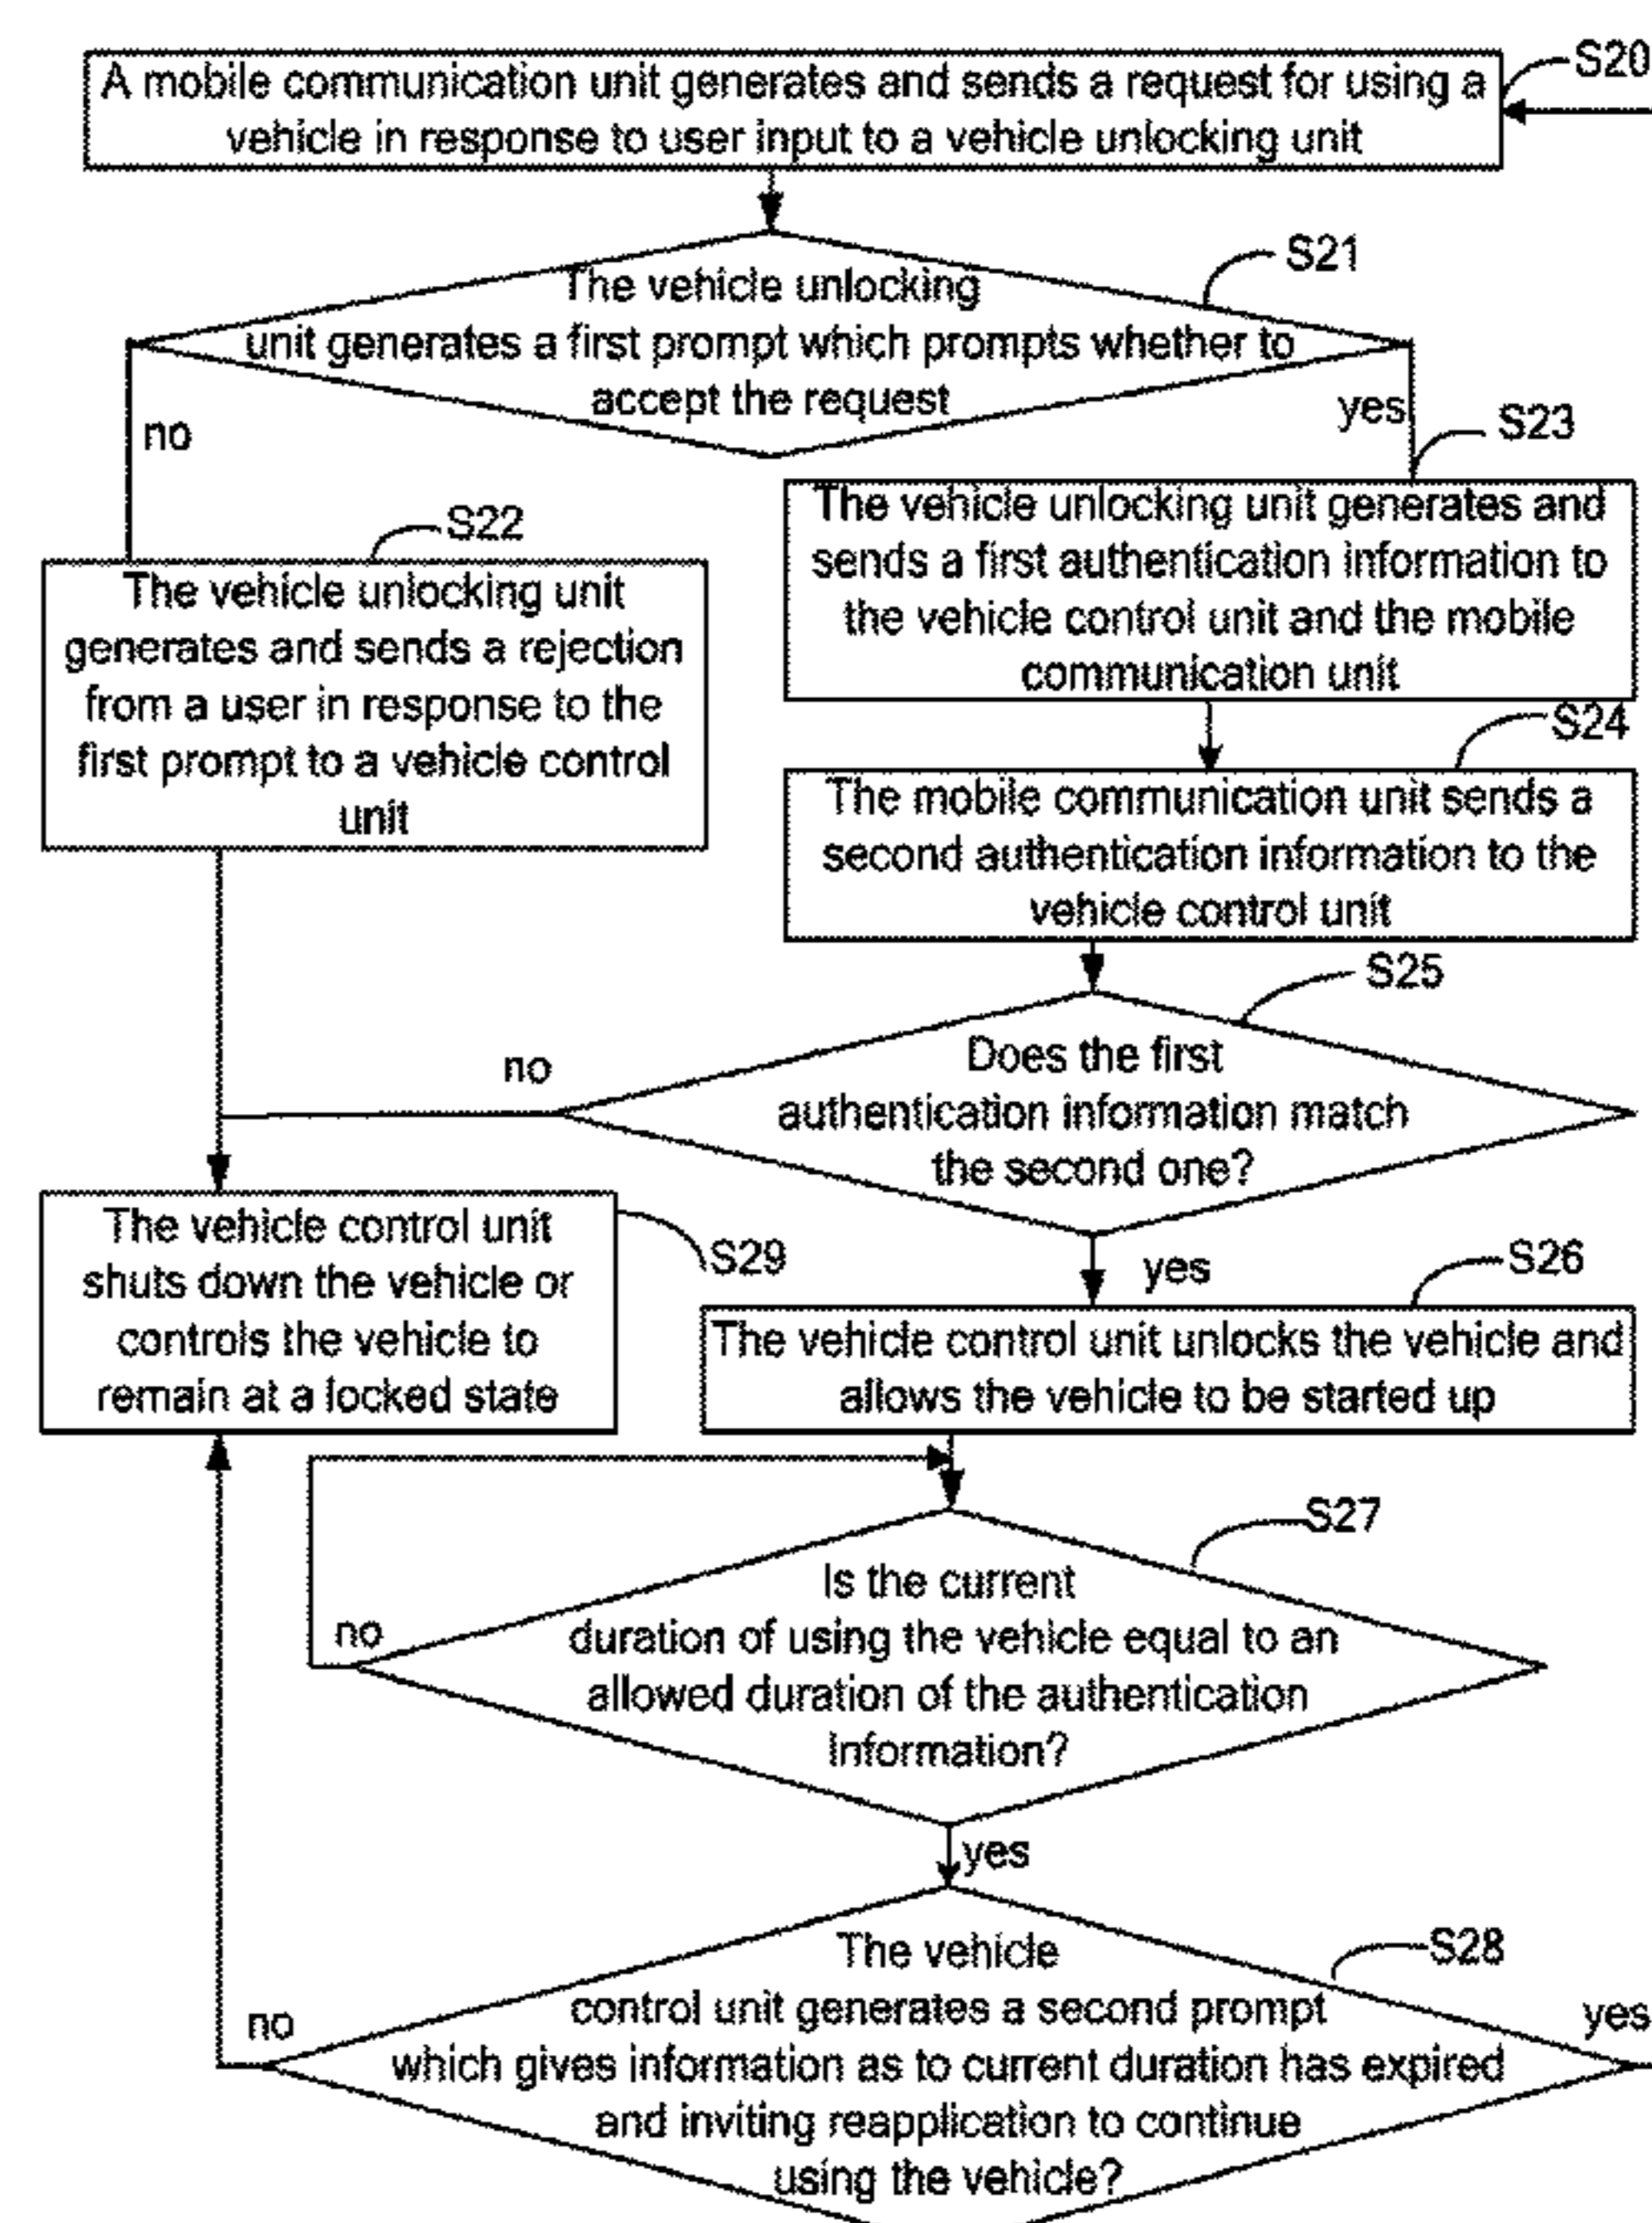 S20
A mobile communication unit generates and sends a request for using a
vehicle in response to user input to a vehicle unlocking unit
S21
The vehicle unlocking
unit generates a first prompt which prompts whether to
accept the request
no
yes
S23
The vehicle unlocking unit generates and
sends a first authentication information to
the vehicle control unit and the mobile
communication unit
S22
The vehicle unlocking unit
generates and sends a rejection
from a user in response to the
first prompt to a vehicle control
unit
S24
The mobile communication unit sends a
second authentication information to the
vehicle control unit
S25
Does the first
authentication information match
the second one?
no
yes
S29
The vehicle control unit
shuts down the vehicle or
controls the vehicle to
remain at a locked state
S26
The vehicle control unit unlocks the vehicle and
allows the vehicle to be started up
S27
Is the current
duration of using the vehicle equal to an
allowed duration of the authentication
Information?
no
yes
S28
The vehicle
control unit generates a second prompt
which gives information as to current duration has expired
and inviting reapplication to continue
using the vehicle?
no
yes